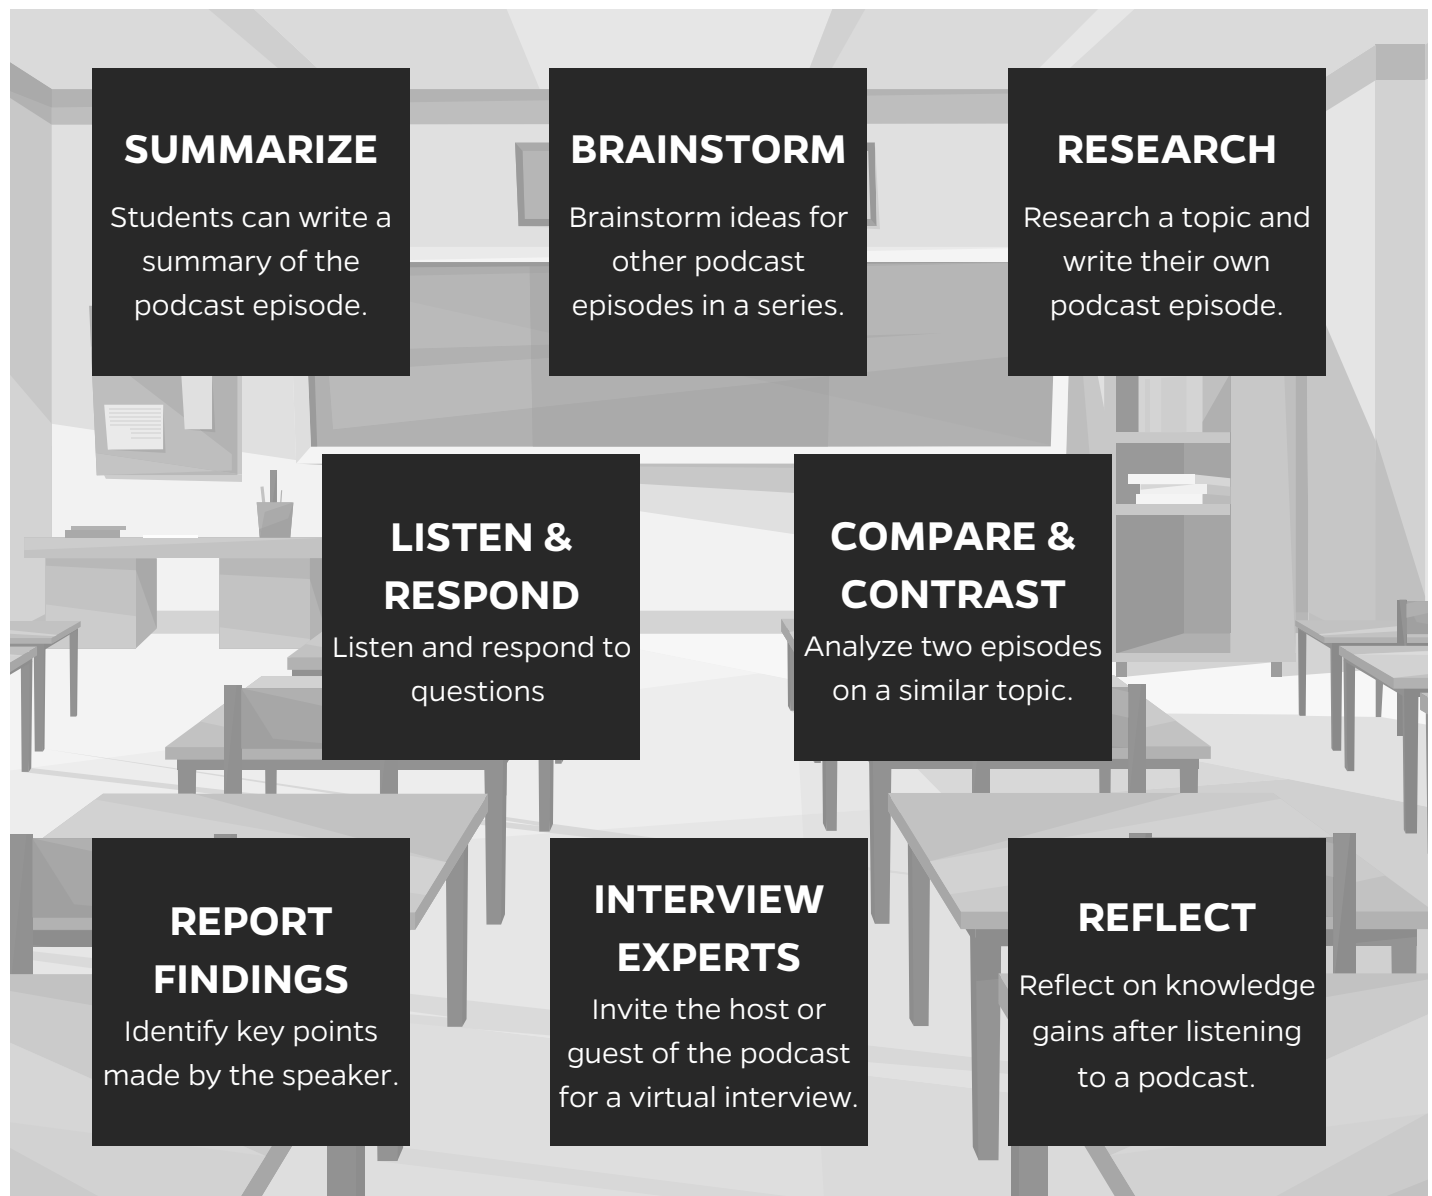 SUMMARIZE
Students can write a
summary of the
podcast episode.
BRAINSTORM
Brainstorm ideas for
other podcast
episodes in a series.
RESEARCH
Research a topic and
write their own
podcast episode.
LISTEN &
RESPOND
Listen and respond to
questions
COMPARE &
CONTRAST
Analyze two episodes
on a similar topic.
REPORT
FINDINGS
Identify key points
made by the speaker.
INTERVIEW
EXPERTS
Invite the host or
guest of the podcast
for a virtual interview.
REFLECT
Reflect on knowledge
gains after listening
to a podcast.